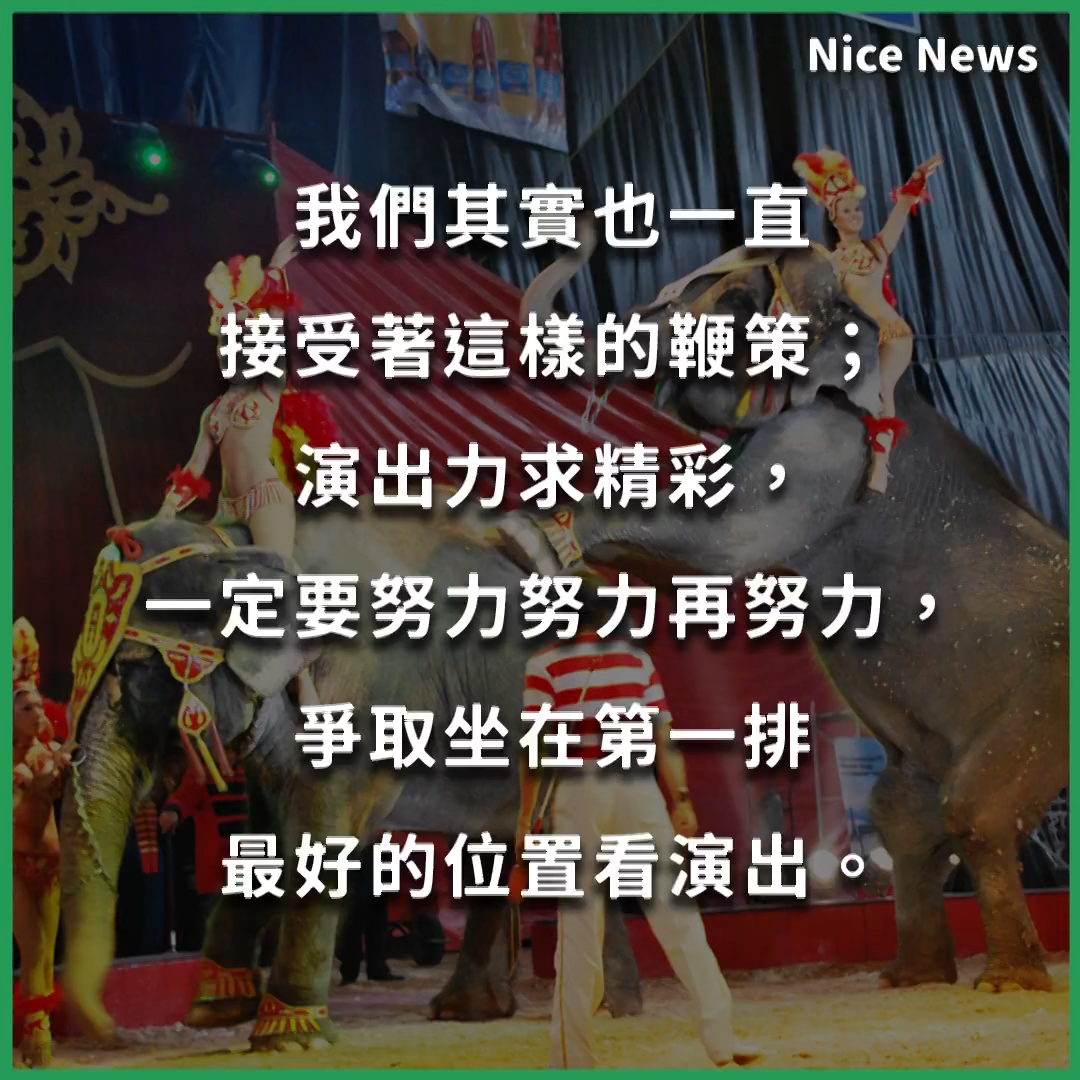 Nice News
我們其實也一直
接受著這樣的鞭策；
演出力求精彩，
一定要努力努力再努力，
爭取坐在第一排
最好的位置看演出。